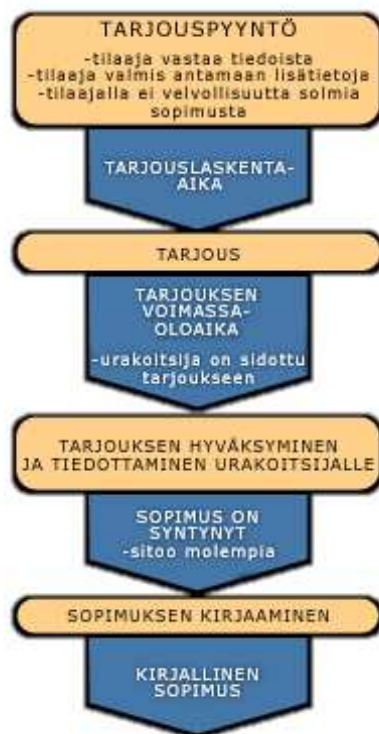 TARJOUSPYYNTÖ
-tilaaja vastaa tiedoista
-tilaaja valmis antamaan lisätietoja
-tilaajalla ei velvollisuutta solmia
sopimusta
TARJOUSLASKENTA-
AIKA
TARJOUS
TARJOUKSEN
VOIMASSA-
OLOAIKA
-urakoitsija on sidottu
tarjoukseen
TARJOUKSEN HYVÄKSYMINEN
JA TIEDOTTAMINEN URAKOITSIJALLE
SOPIMUS ON
SYNTYNYT
-sitoo molempia
SOPIMUKSEN KIRJAAMINEN
KIRJALLINEN
SOPIMUS